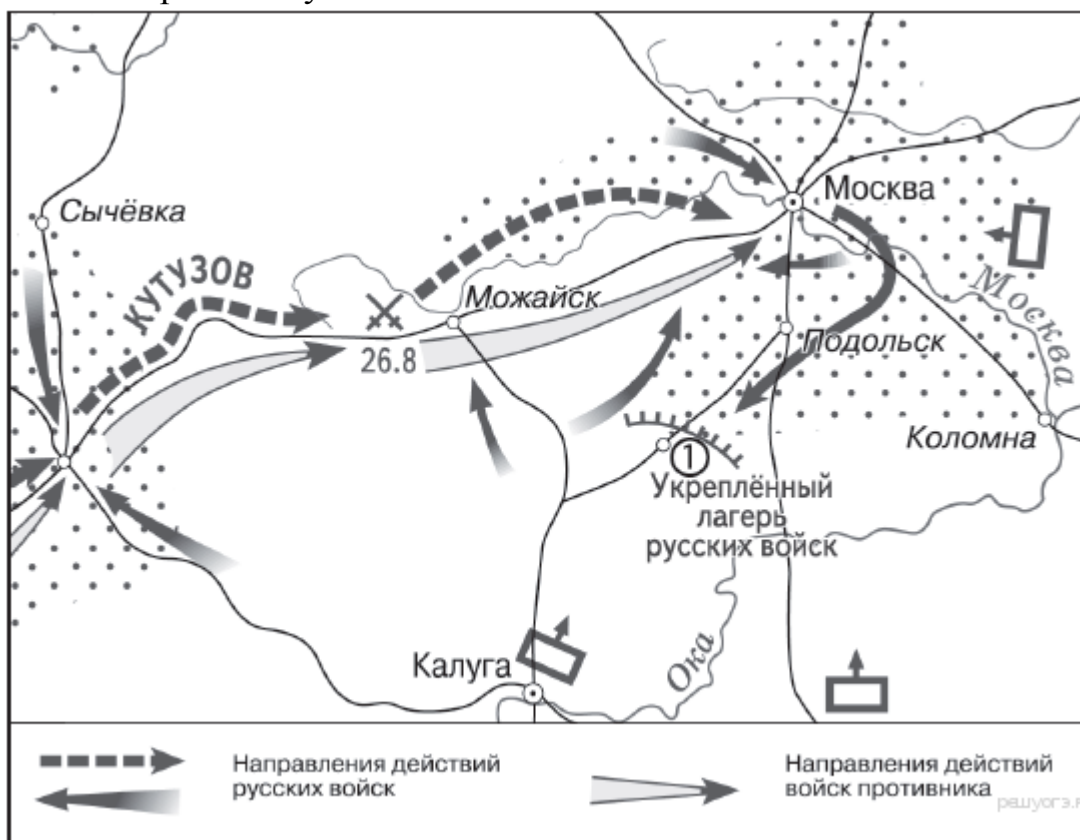 Сычёвка
Москва
КУТУЗОВ
Можайск
26.8
Москва
Подольск
Коломна
1
Укреплённый
лагерь
русских войск
Калуга
Ока
Направления действий
русских войск
Направления действий
войск противника